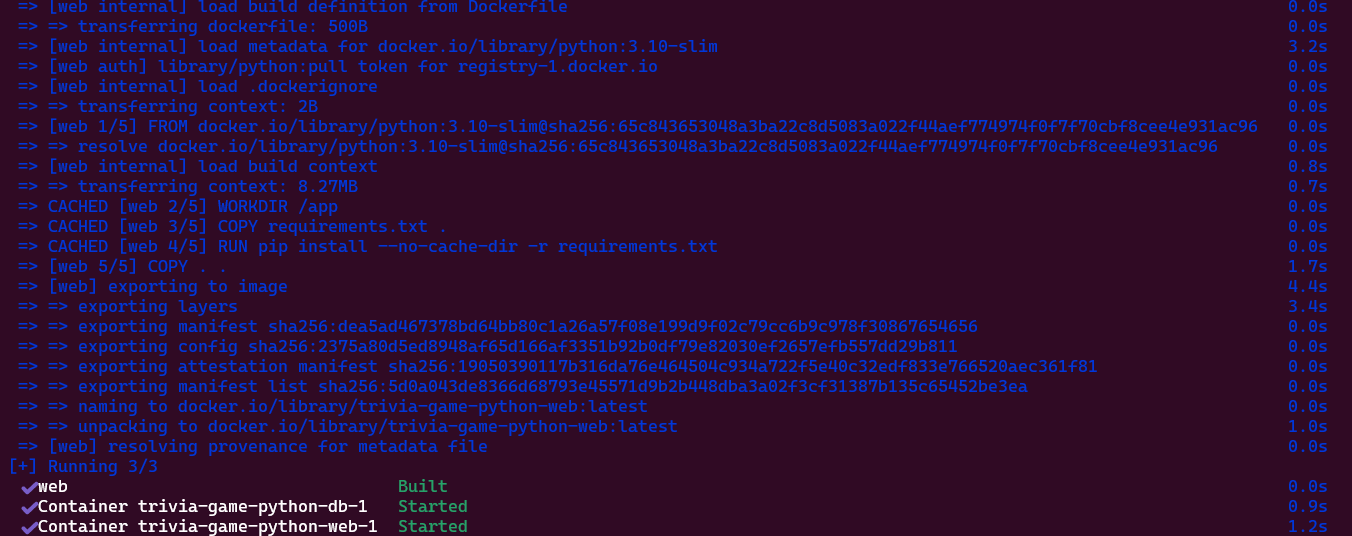 => [web internal] load build definition from Dockerfile 0.0s
=> => transferring dockerfile: 500B 0.0s
=> [web internal] load metadata for docker.io/library/python:3.10-slim 3.2s
=> [web auth] library/python:pull token for registry-1.docker.io 0.0s
=> [web internal] load .dockerignore 0.0s
=> => transferring context: 2B 0.0s
=> [web 1/5] FROM docker.io/library/python:3.10-slim@sha256:65c843653048a3ba22c8d5083a022f44aef774974f0f7f70cbf8cee4e931ac96 0.0s
=> => resolve docker.io/library/python:3.10-slim@sha256:65c843653048a3ba22c8d5083a022f44aef774974f0f7f70cbf8cee4e931ac96 0.0s
=> [web internal] load build context 0.8s
=> => transferring context: 8.27MB 0.7s
=> CACHED [web 2/5] WORKDIR /app 0.0s
=> CACHED [web 3/5] COPY requirements.txt . 0.0s
=> CACHED [web 4/5] RUN pip install --no-cache-dir -r requirements.txt 0.0s
=> [web 5/5] COPY . . 1.7s
=> [web] exporting to image 4.4s
=> => exporting layers 3.4s
=> => exporting manifest sha256:dea5ad467378bd64bb80c1a26a57f08e199d9f02c79cc6b9c978f30867654656 0.0s
=> => exporting config sha256:2375a80d5ed8948af65d166af3351b92b0df79e82030ef2657efb557dd29b811 0.0s
=> => exporting attestation manifest sha256:19050390117b316da76e464504c934a722f5e40c32edf833e766520aec361f81 0.0s
=> => exporting manifest list sha256:5d0a043de8366d68793e45571d9b2b448dba3a02f3cf31387b135c65452be3ea 0.0s
=> => naming to docker.io/library/trivia-game-python-web:latest 0.0s
=> => unpacking to docker.io/library/trivia-game-python-web:latest 1.0s
=> [web] resolving provenance for metadata file 0.0s
[+] Running 3/3
✔web Built 0.0s
✔Container trivia-game-python-db-1 Started 0.9s
✔Container trivia-game-python-web-1 Started 1.2s